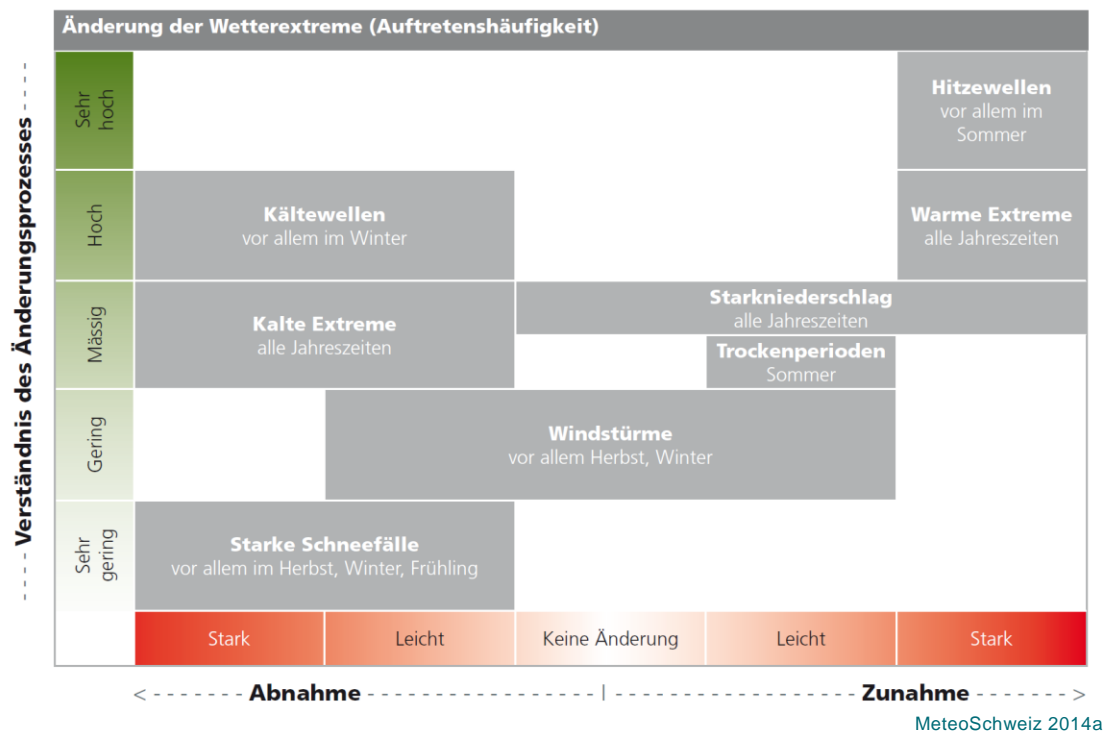 Änderung der Wetterextreme (Auftretenshäufigkeit)
Verständnis des Änderungsprozesses
Sehr
hoch
Hitzewellen
vor allem im
Sommer
Hoch
Kältewellen
vor allem im Winter
Warme Extreme
alle Jahreszeiten
Mässig
Kalte Extreme
alle Jahreszeiten
Starkniederschlag
alle Jahreszeiten
Trockenperioden
Sommer
Gering
Windstürme
vor allem Herbst, Winter
Sehr
gering
Starke Schneefälle
vor allem im Herbst, Winter, Frühling
Stark
Leicht
Keine Änderung
Leicht
Stark
Abnahme
Zunahme
MeteoSchweiz 2014a